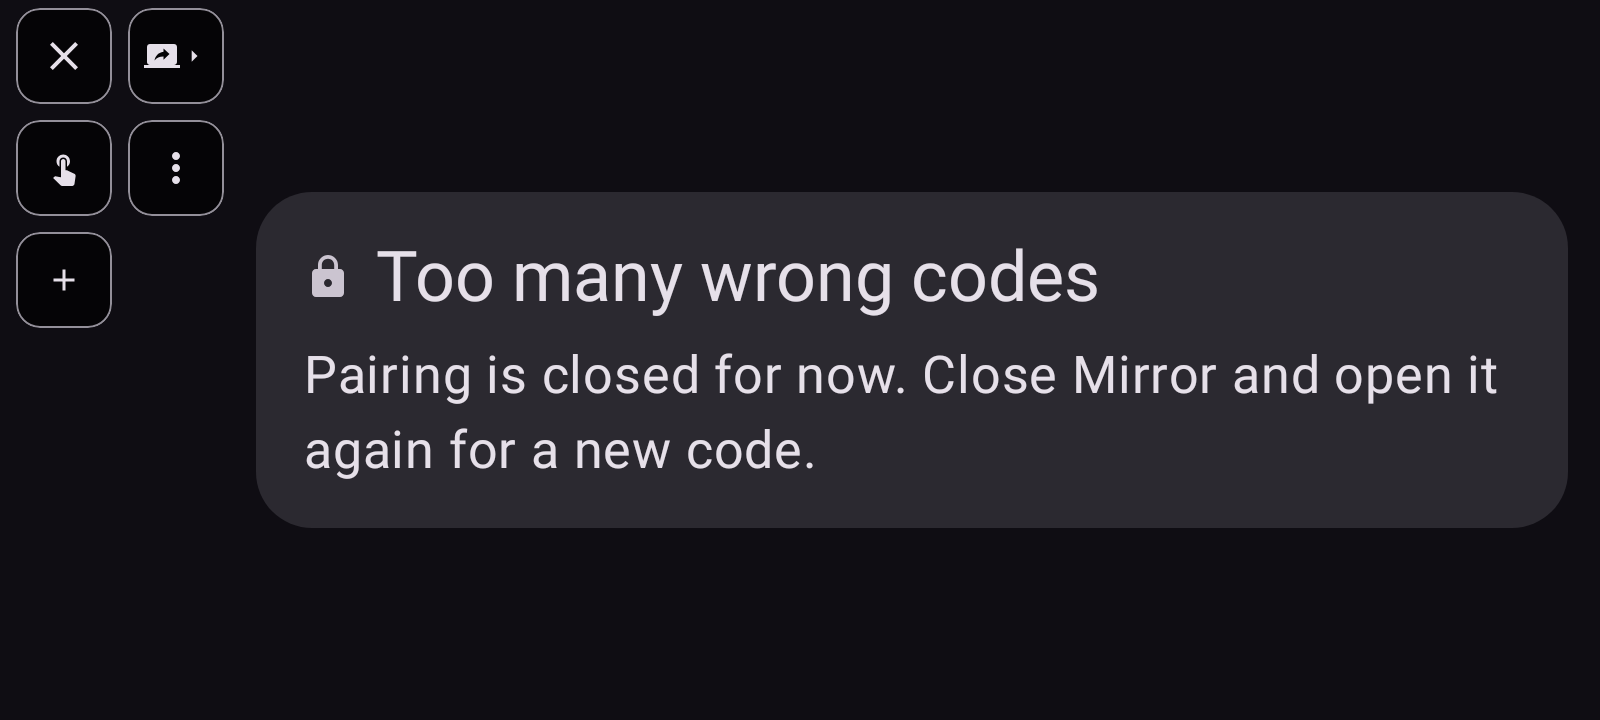 Too many wrong codes
Pairing is closed for now. Close Mirror and open it
again for a new code.